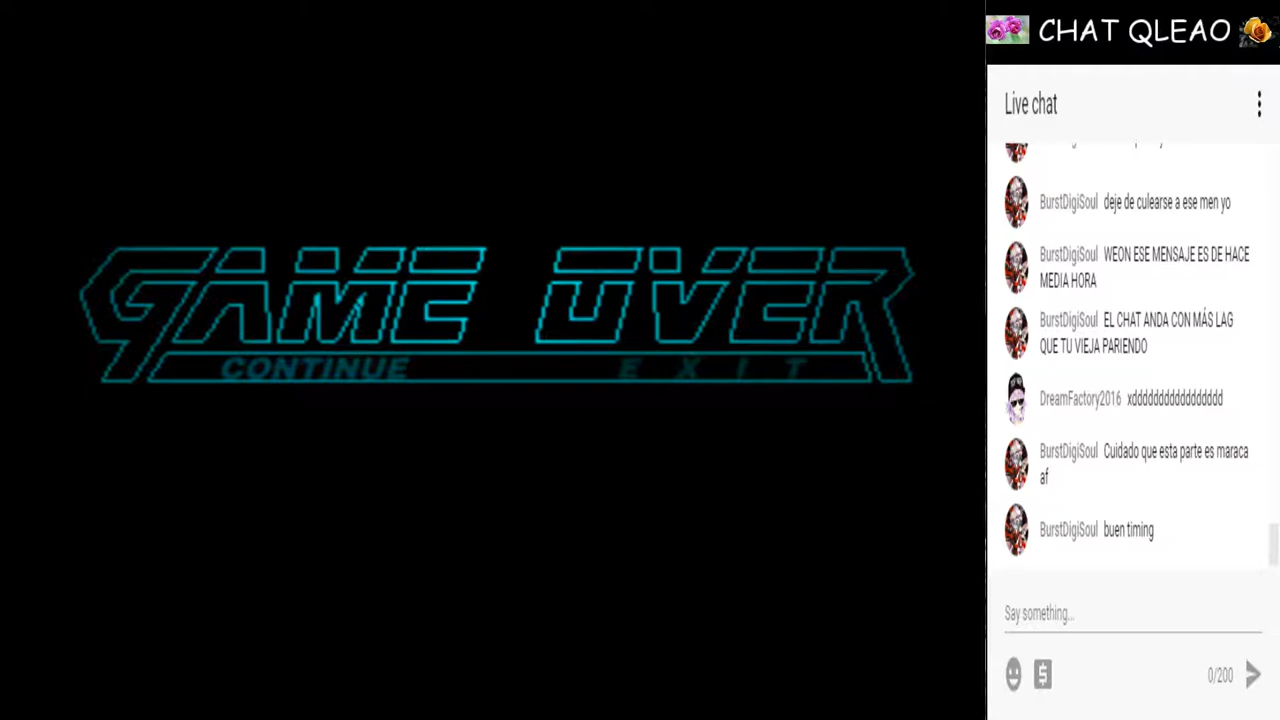 CHAT QLEAO
Live chat
BurstDigiSoul deje de culearse a ese men yo
BurstDigiSoul WEON ESE MENSAJE ES DE HACE
MEDIA HORA
BurstDigiSoul EL CHAT ANDA CON MÁS LAG
QUE TU VIEJA PARIENDO
DreamFactory2016 xddddddddddddddddd
BurstDigiSoul Cuidado que esta parte es maraca
af
BurstDigiSoul buen timing
Say something...
0/200
GAME OVER
CONTINUE EXIT